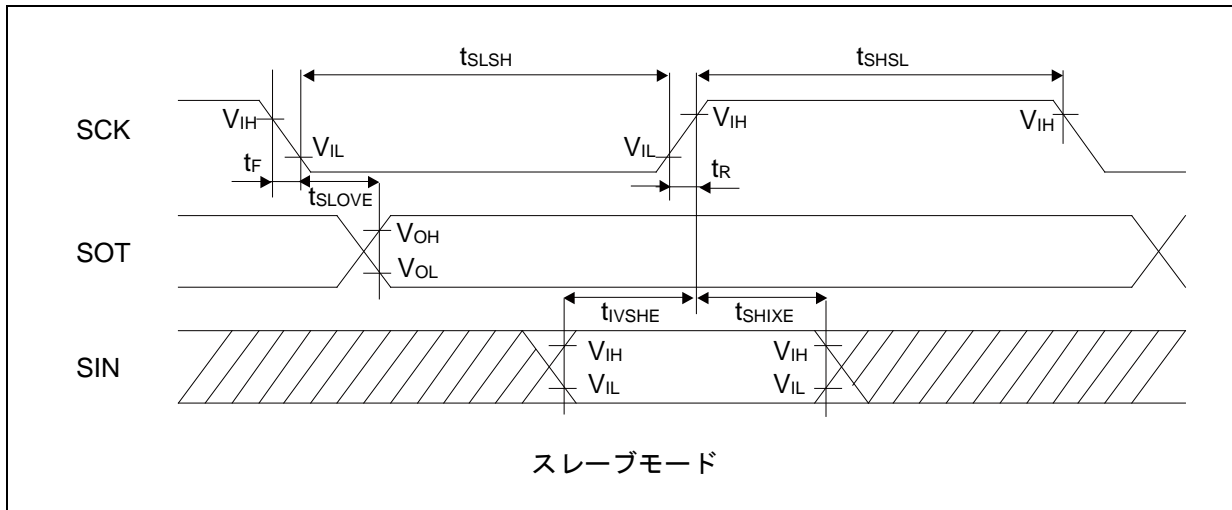 tSLSH tSHSL
SCK VIH VIL VIL VIH VIH
tF tSLOVE tR
SOT VOH
VOL
tIVSHE tSHIXE
SIN VIH VIH
VIL VIL
スレーブモード